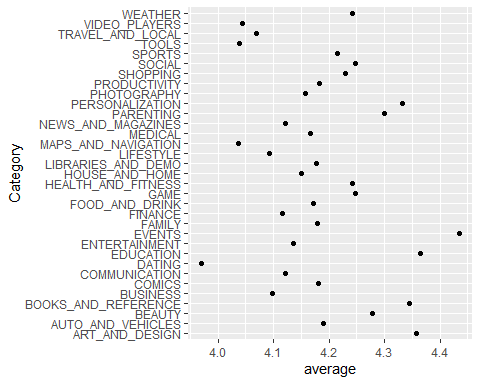 WEATHER
VIDEO_PLAYERS
TRAVEL_AND_LOCAL
TOOLS
SPORTS
SOCIAL
SHOPPING
PRODUCTIVITY
PHOTOGRAPHY
PERSONALIZATION
PARENTING
NEWS_AND_MAGAZINES
MEDICAL
MAPS_AND_NAVIGATION
LIFESTYLE
LIBRARIES_AND_DEMO
HOUSE_AND_HOME
HEALTH_AND_FITNESS
GAME
FOOD_AND_DRINK
FINANCE
FAMILY
EVENTS
ENTERTAINMENT
EDUCATION
DATING
COMMUNICATION
COMICS
BUSINESS
BOOKS_AND_REFERENCE
BEAUTY
AUTO_AND_VEHICLES
ART_AND_DESIGN
Category
4.0 4.1 4.2 4.3 4.4
average